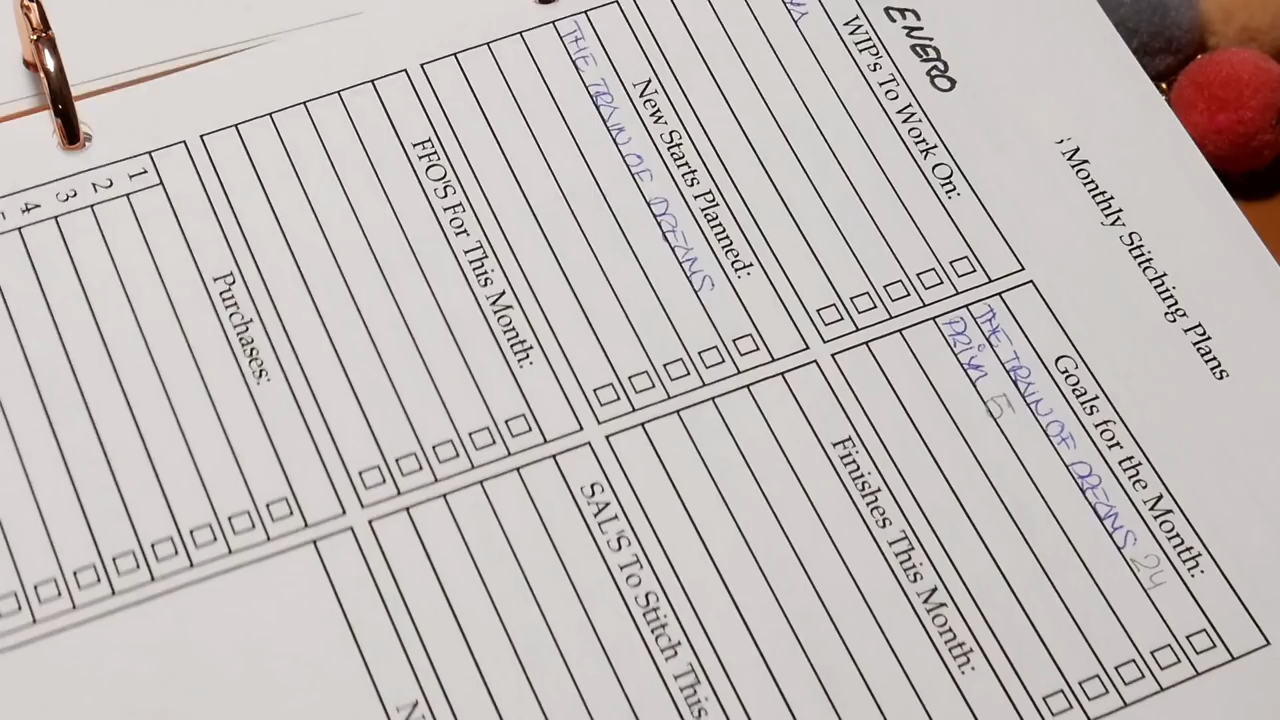 ; Monthly Stitching Plans
ENERO
WIP's To Work On:
Goals for the Month:
THE TRAIN OF DREAMS 24
PRiYA 5
New Starts Planned:
THE TRAIN OF DREAMS
Finishes This Month:
FFO'S For This Month:
SAL'S To Stitch This
Purchases:
1
2
3
4